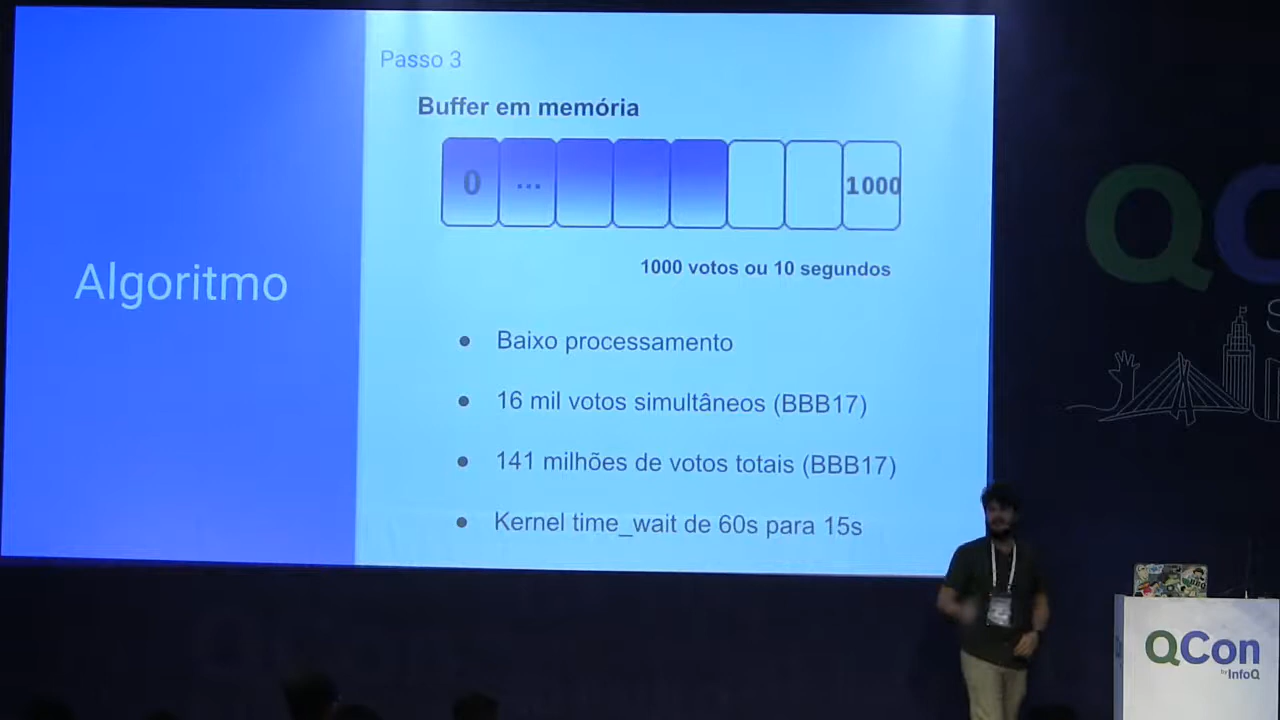 Passo 3
Buffer em memória
0 ... 1000
1000 votos ou 10 segundos
Algoritmo
Baixo processamento
16 mil votos simultâneos (BBB17)
141 milhões de votos totais (BBB17)
Kernel time_wait de 60s para 15s
QCon
by InfoQ